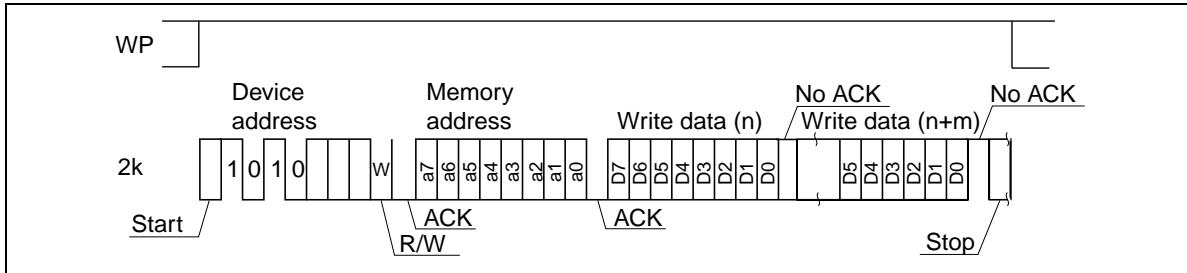 WP
Device
address
Memory
address
Write data (n)
No ACK
Write data (n+m)
No ACK
2k
1 0 1 0 W a7 a6 a5 a4 a3 a2 a1 a0 D7 D6 D5 D4 D3 D2 D1 D0 D5 D4 D3 D2 D1 D0
Start
R/W
ACK
ACK
Stop